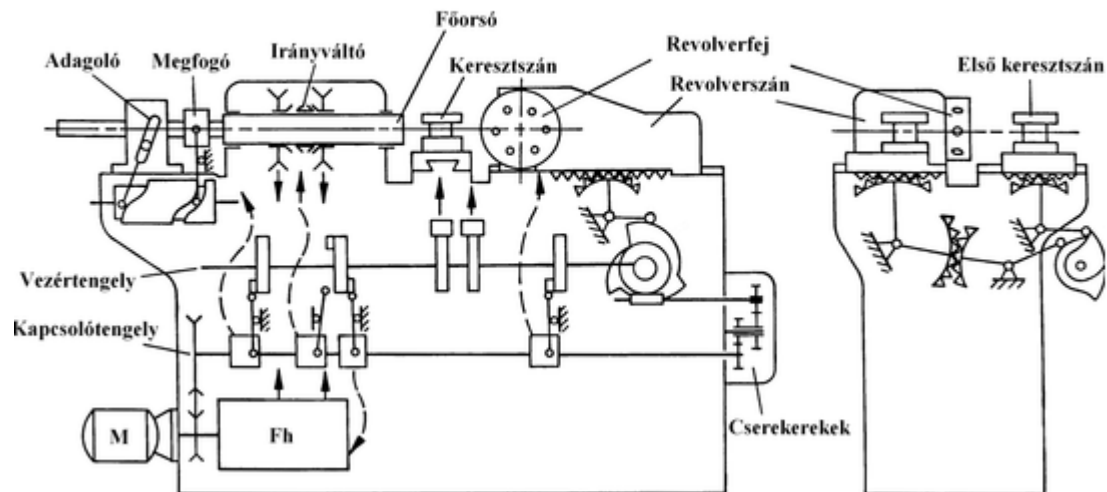 Főorsó
Irányváltó
Megfogó
Adagoló
Keresztszán
Revolverfej
Revolverszán
Első keresztszán
Vezértengely
Kapcsolótengely
M
Fh
Cserekerekek